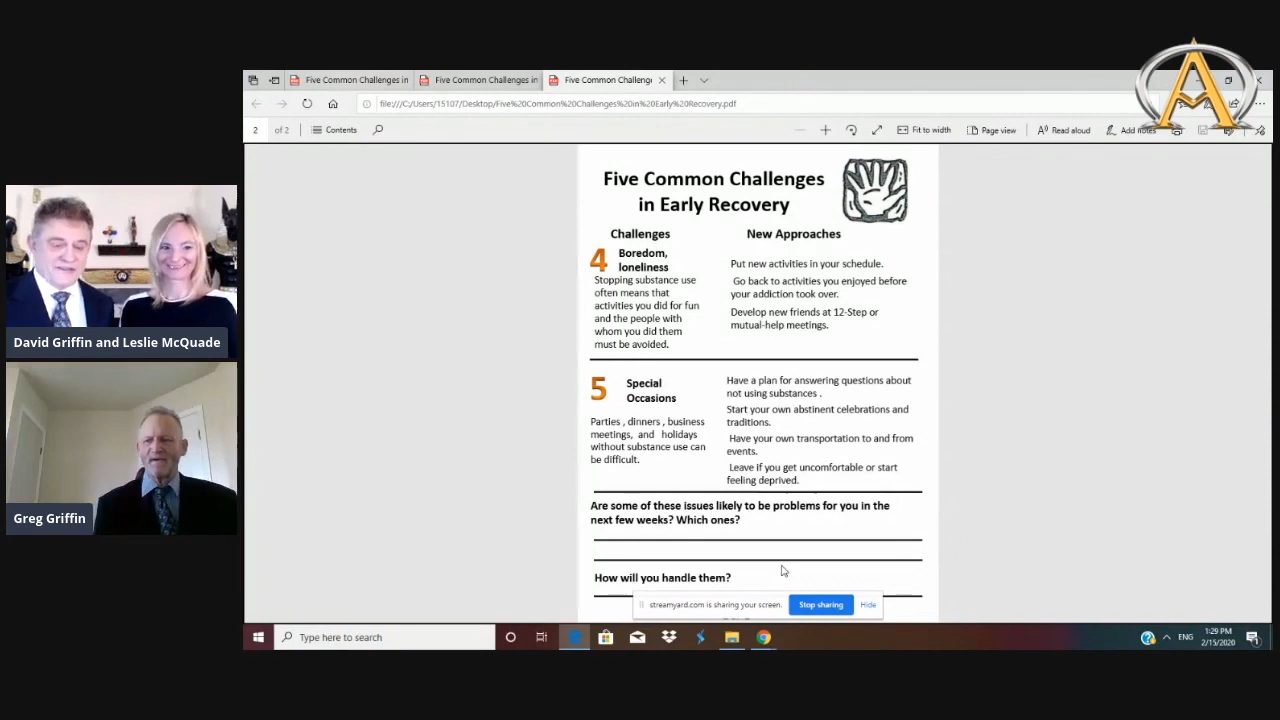 Five Common Challenges in
Five Common Challenges in
Five Common Challenge
file:///C:/Users/15107/Desktop/Five%20Common%20Challenges%20in%20Early%20Recovery.pdf
2 of 2
Contents
Fit to width
Page view
Read aloud
Add notes
A
Five Common Challenges
in Early Recovery
Challenges
New Approaches
4
Boredom,
loneliness
Stopping substance use
often means that
activities you did for fun
and the people with
whom you did them
must be avoided.
Put new activities in your schedule.
Go back to activities you enjoyed before
your addiction took over.
Develop new friends at 12-Step or
mutual-help meetings.
5
Special
Occasions
Parties , dinners , business
meetings, and holidays
without substance use can
be difficult.
Have a plan for answering questions about
not using substances .
Start your own abstinent celebrations and
traditions.
Have your own transportation to and from
events.
Leave if you get uncomfortable or start
feeling deprived.
Are some of these issues likely to be problems for you in the
next few weeks? Which ones?
How will you handle them?
streamyard.com is sharing your screen.
Stop sharing
Hide
David Griffin and Leslie McQuade
Greg Griffin
Type here to search
ENG
1:29 PM
2/15/2020